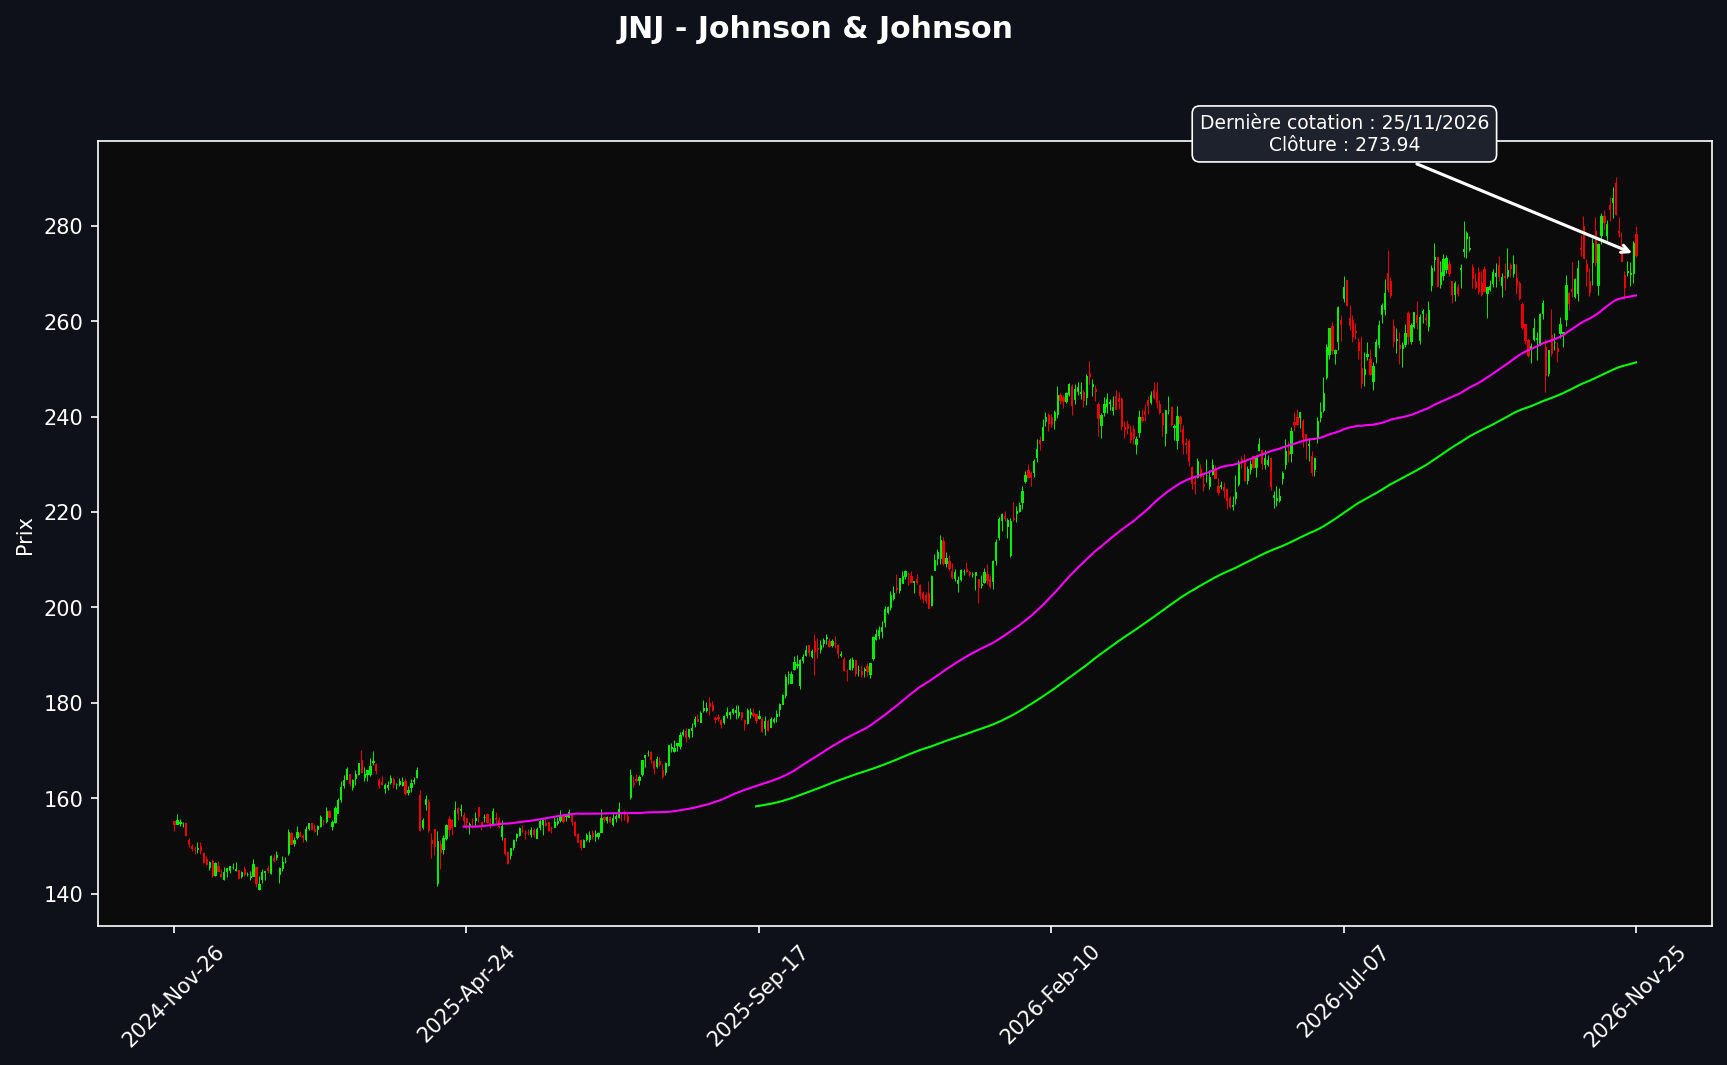 JNJ - Johnson & Johnson
Dernière cotation : 25/11/2026
Clôture : 273.94
Prix
280
260
240
220
200
180
160
140
2024-Nov-26
2025-Apr-24
2025-Sep-17
2026-Feb-10
2026-Jul-07
2026-Nov-25